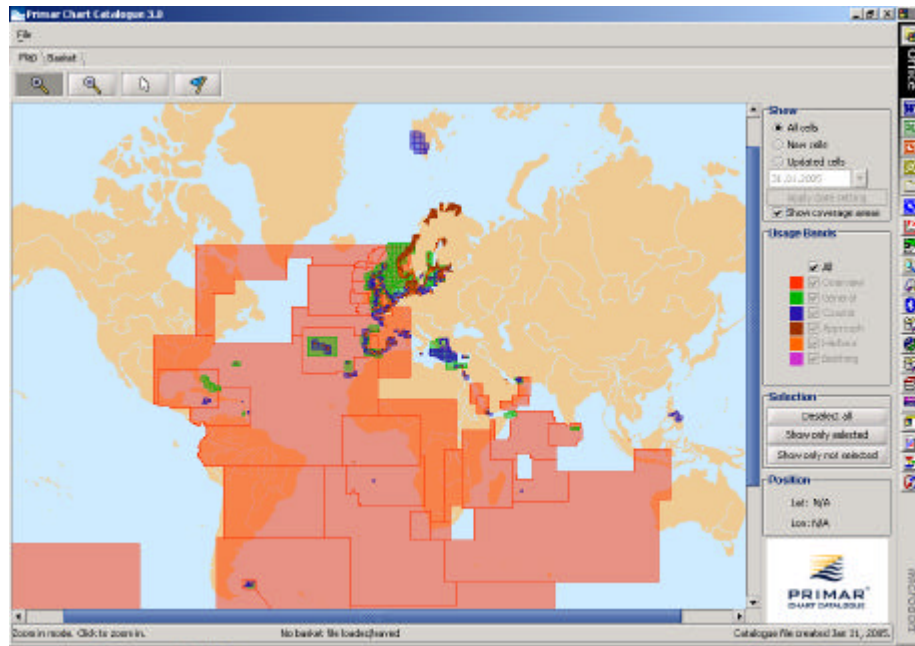 Primar Chart Catalogue 3.0
File
Map
Basket
Show
All cells
New cells
Updated cells
31.01.2005
Apply date setting
Show coverage areas
Usage Bands
All
Overview
General
Coastal
Approach
Harbour
Berthing
Selection
Deselect all
Show only selected
Show only not selected
Position
Lat: N/A
Lon: N/A
PRIMAR
CHART CATALOGUE
Zoom in mode. Click to zoom in.
No basket file loaded/saved
Catalogue file created Jan 31, 2005.
Office
Microsoft